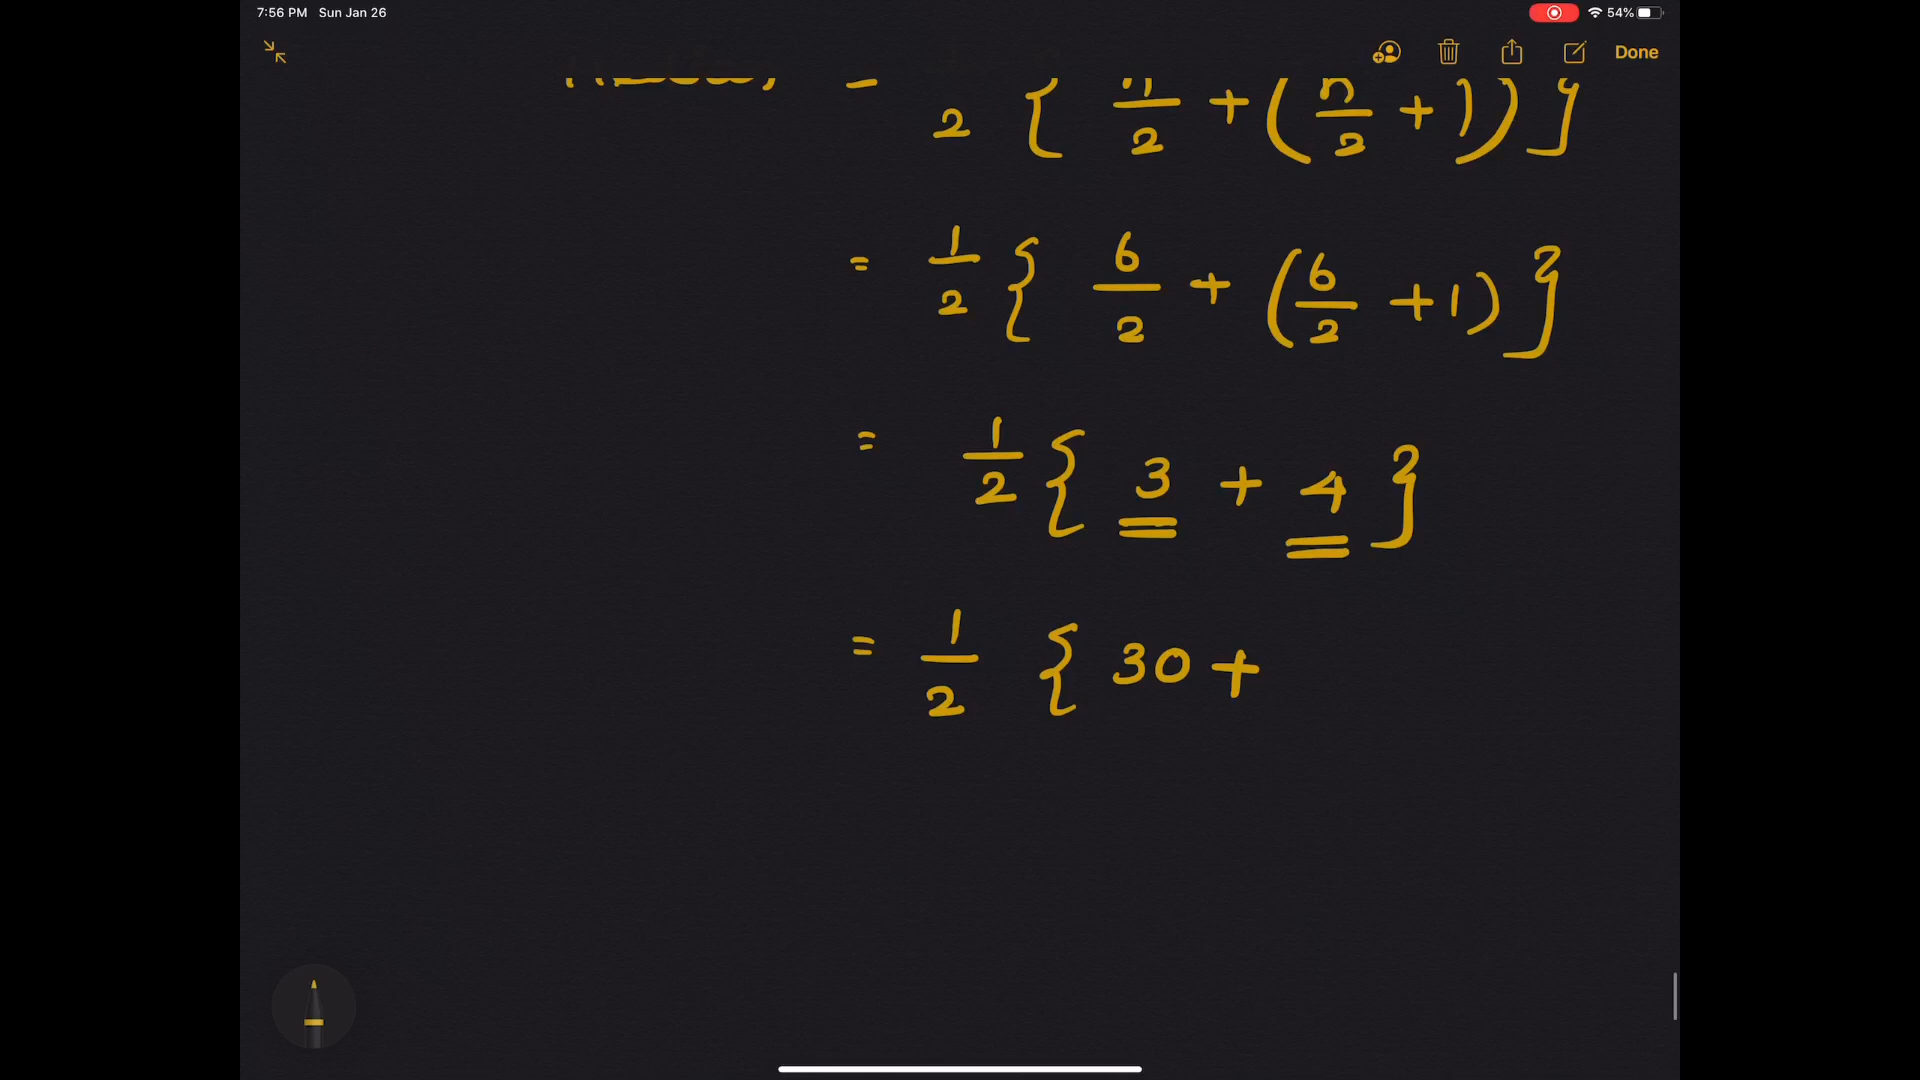 7:56 PM Sun Jan 26
54%
Done
2 { n/2 + ( n/2 + 1 ) }
= 1/2 { 6/2 + ( 6/2 + 1 ) }
= 1/2 { 3 + 4 }
= 1/2 { 30 +